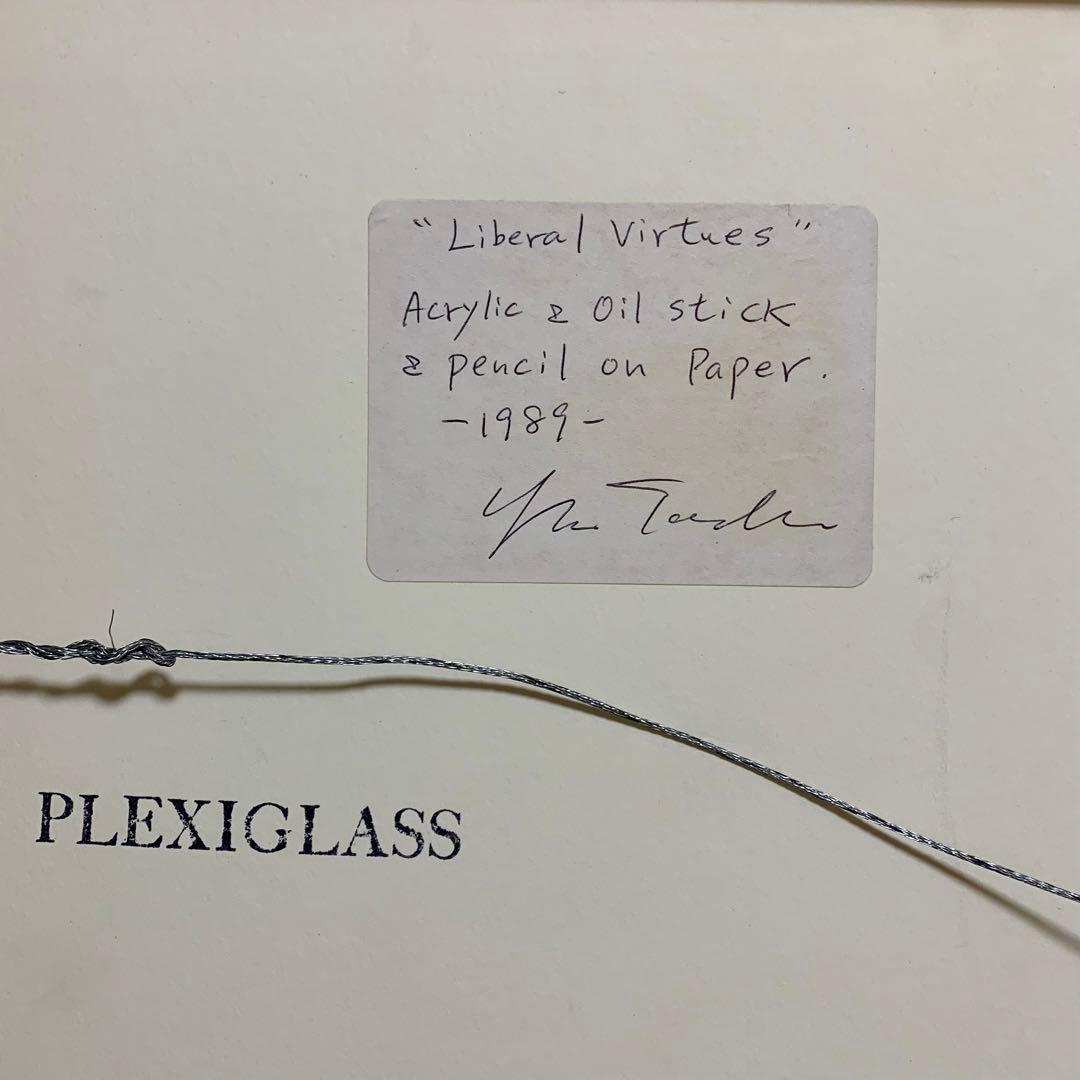 "Liberal Virtues"
Acrylic & Oil stick
& pencil on Paper.
-1989-
PLEXIGLASS